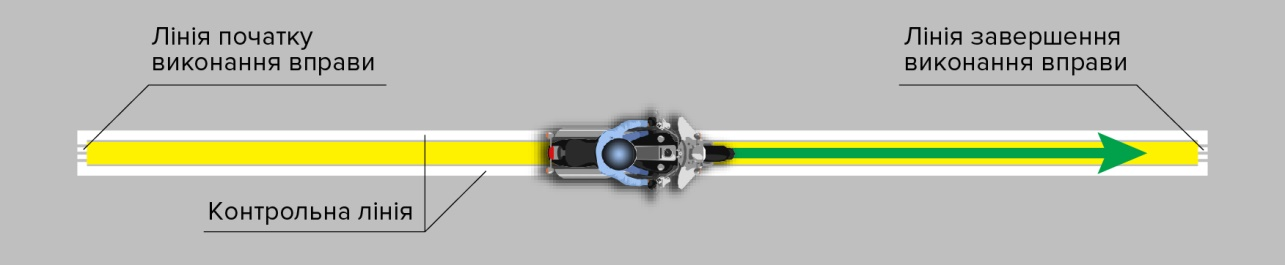 Лінія початку
виконання вправи
Лінія завершення
виконання вправи
Контрольна лінія